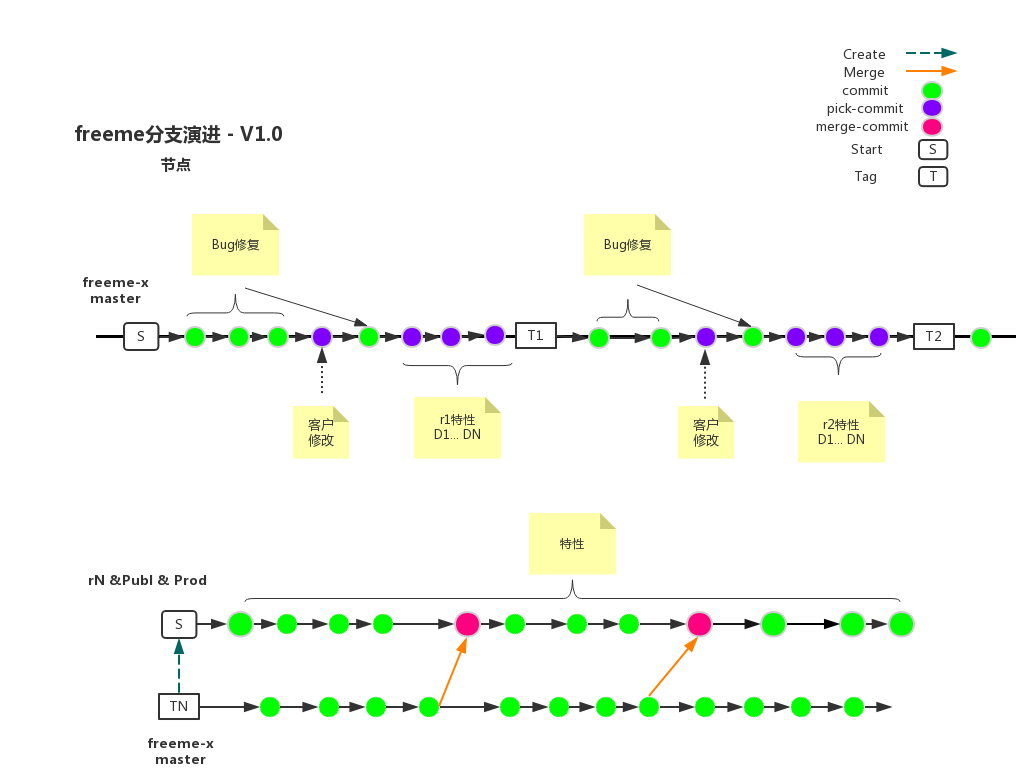 Create
Merge
commit
pick-commit
merge-commit
Start
S
Tag
T
freeme分支演进 - V1.0
节点
Bug修复
Bug修复
freeme-x
master
S
T1
T2
客户
修改
r1特性
D1... DN
客户
修改
r2特性
D1... DN
特性
rN &Publ & Prod
S
TN
freeme-x
master